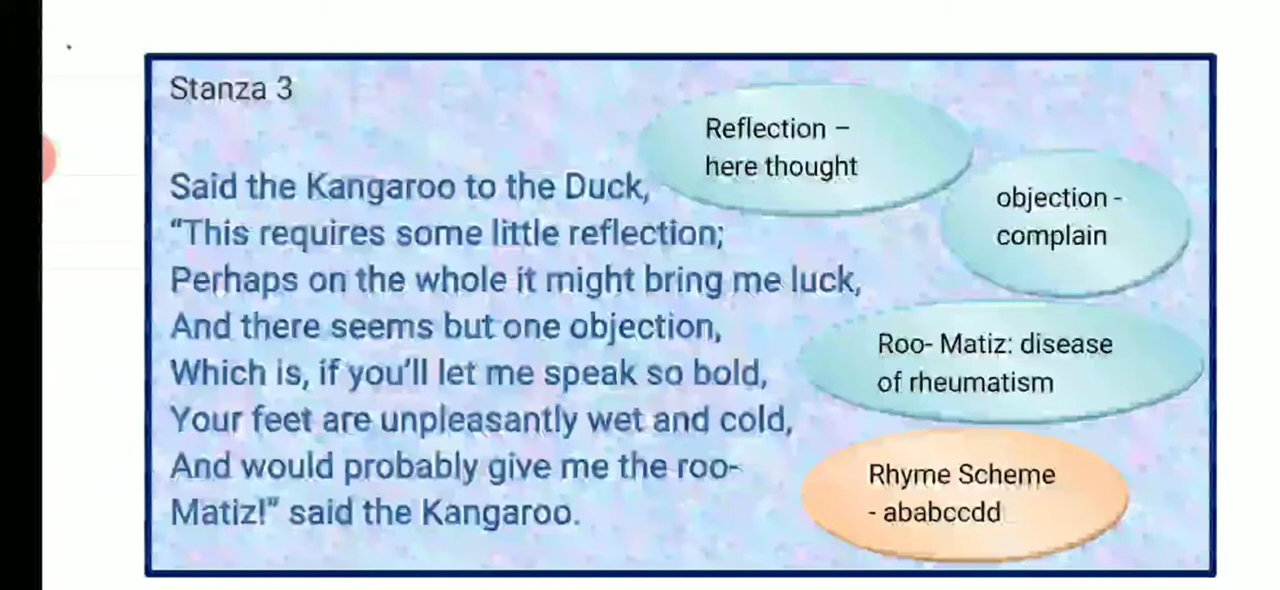 Stanza 3
Said the Kangaroo to the Duck,
“This requires some little reflection;
Perhaps on the whole it might bring me luck,
And there seems but one objection,
Which is, if you’ll let me speak so bold,
Your feet are unpleasantly wet and cold,
And would probably give me the roo-
Matiz!” said the Kangaroo.
Reflection –
here thought
objection -
complain
Roo- Matiz: disease
of rheumatism
Rhyme Scheme
- ababccdd